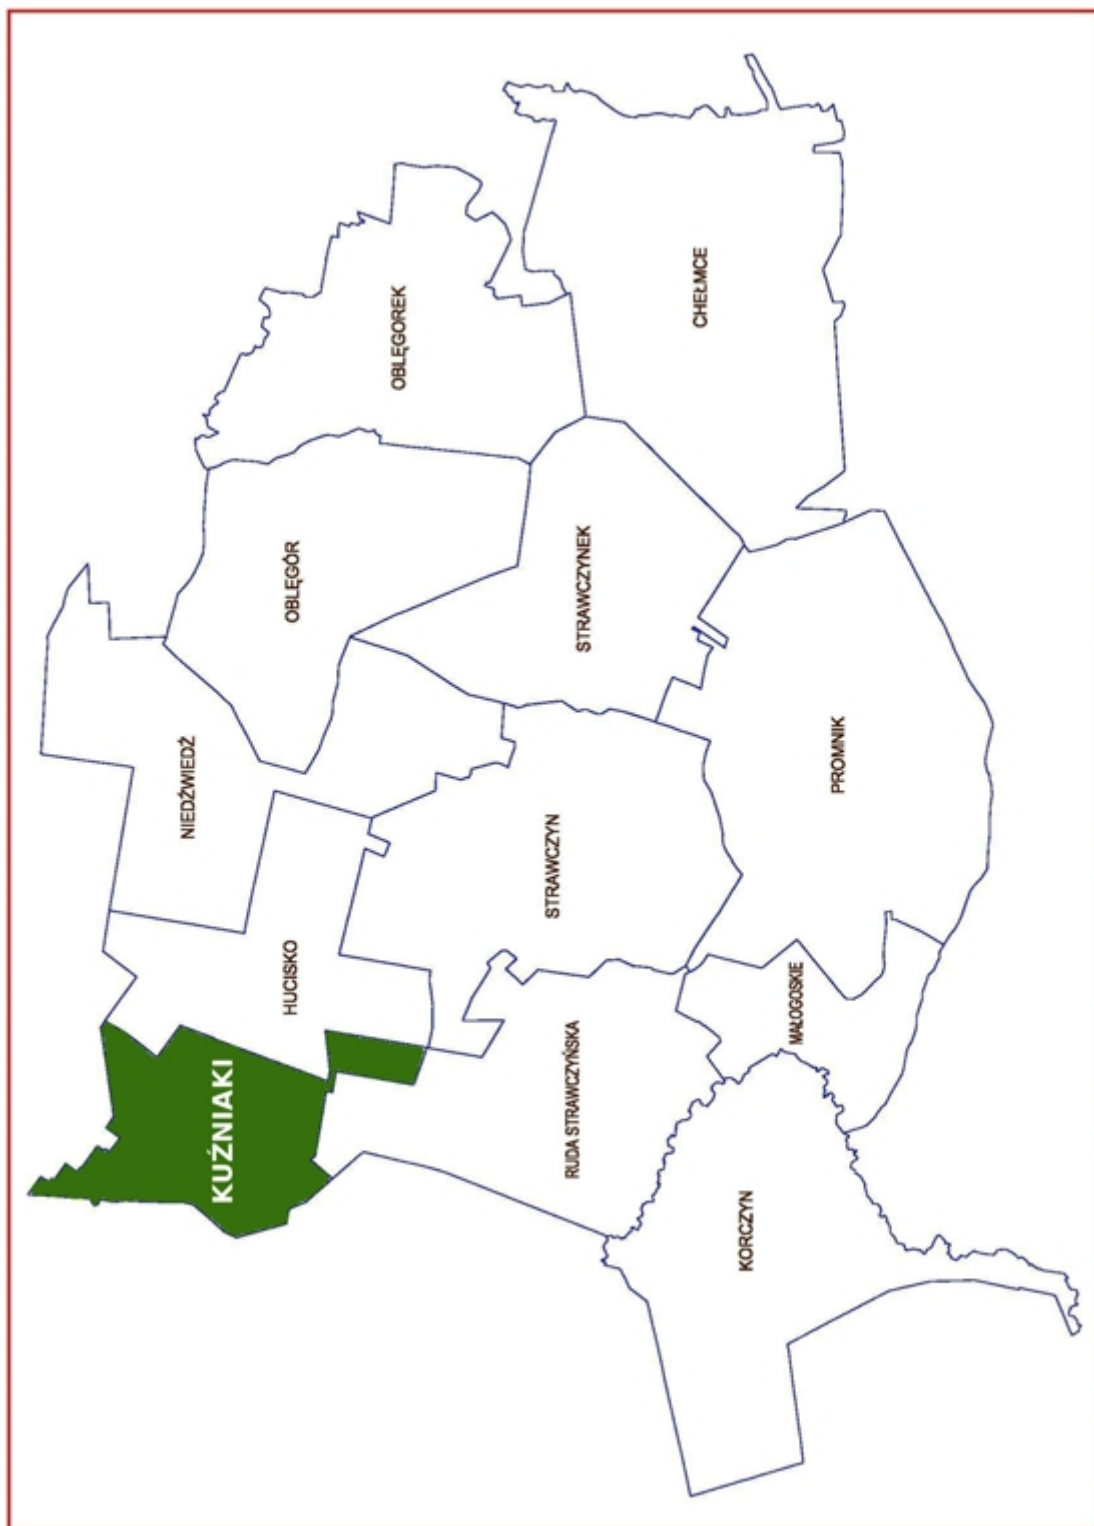 KUŹNIAKI
NIEDŹWIEDŹ
HUCISKO
OBLĘGÓR
OBLĘGOREK
RUDA STRAWCZYŃSKA
STRAWCZYN
STRAWCZYNEK
KORCZYN
MAŁOGOSKIE
PROMNIK
CHEŁMCE